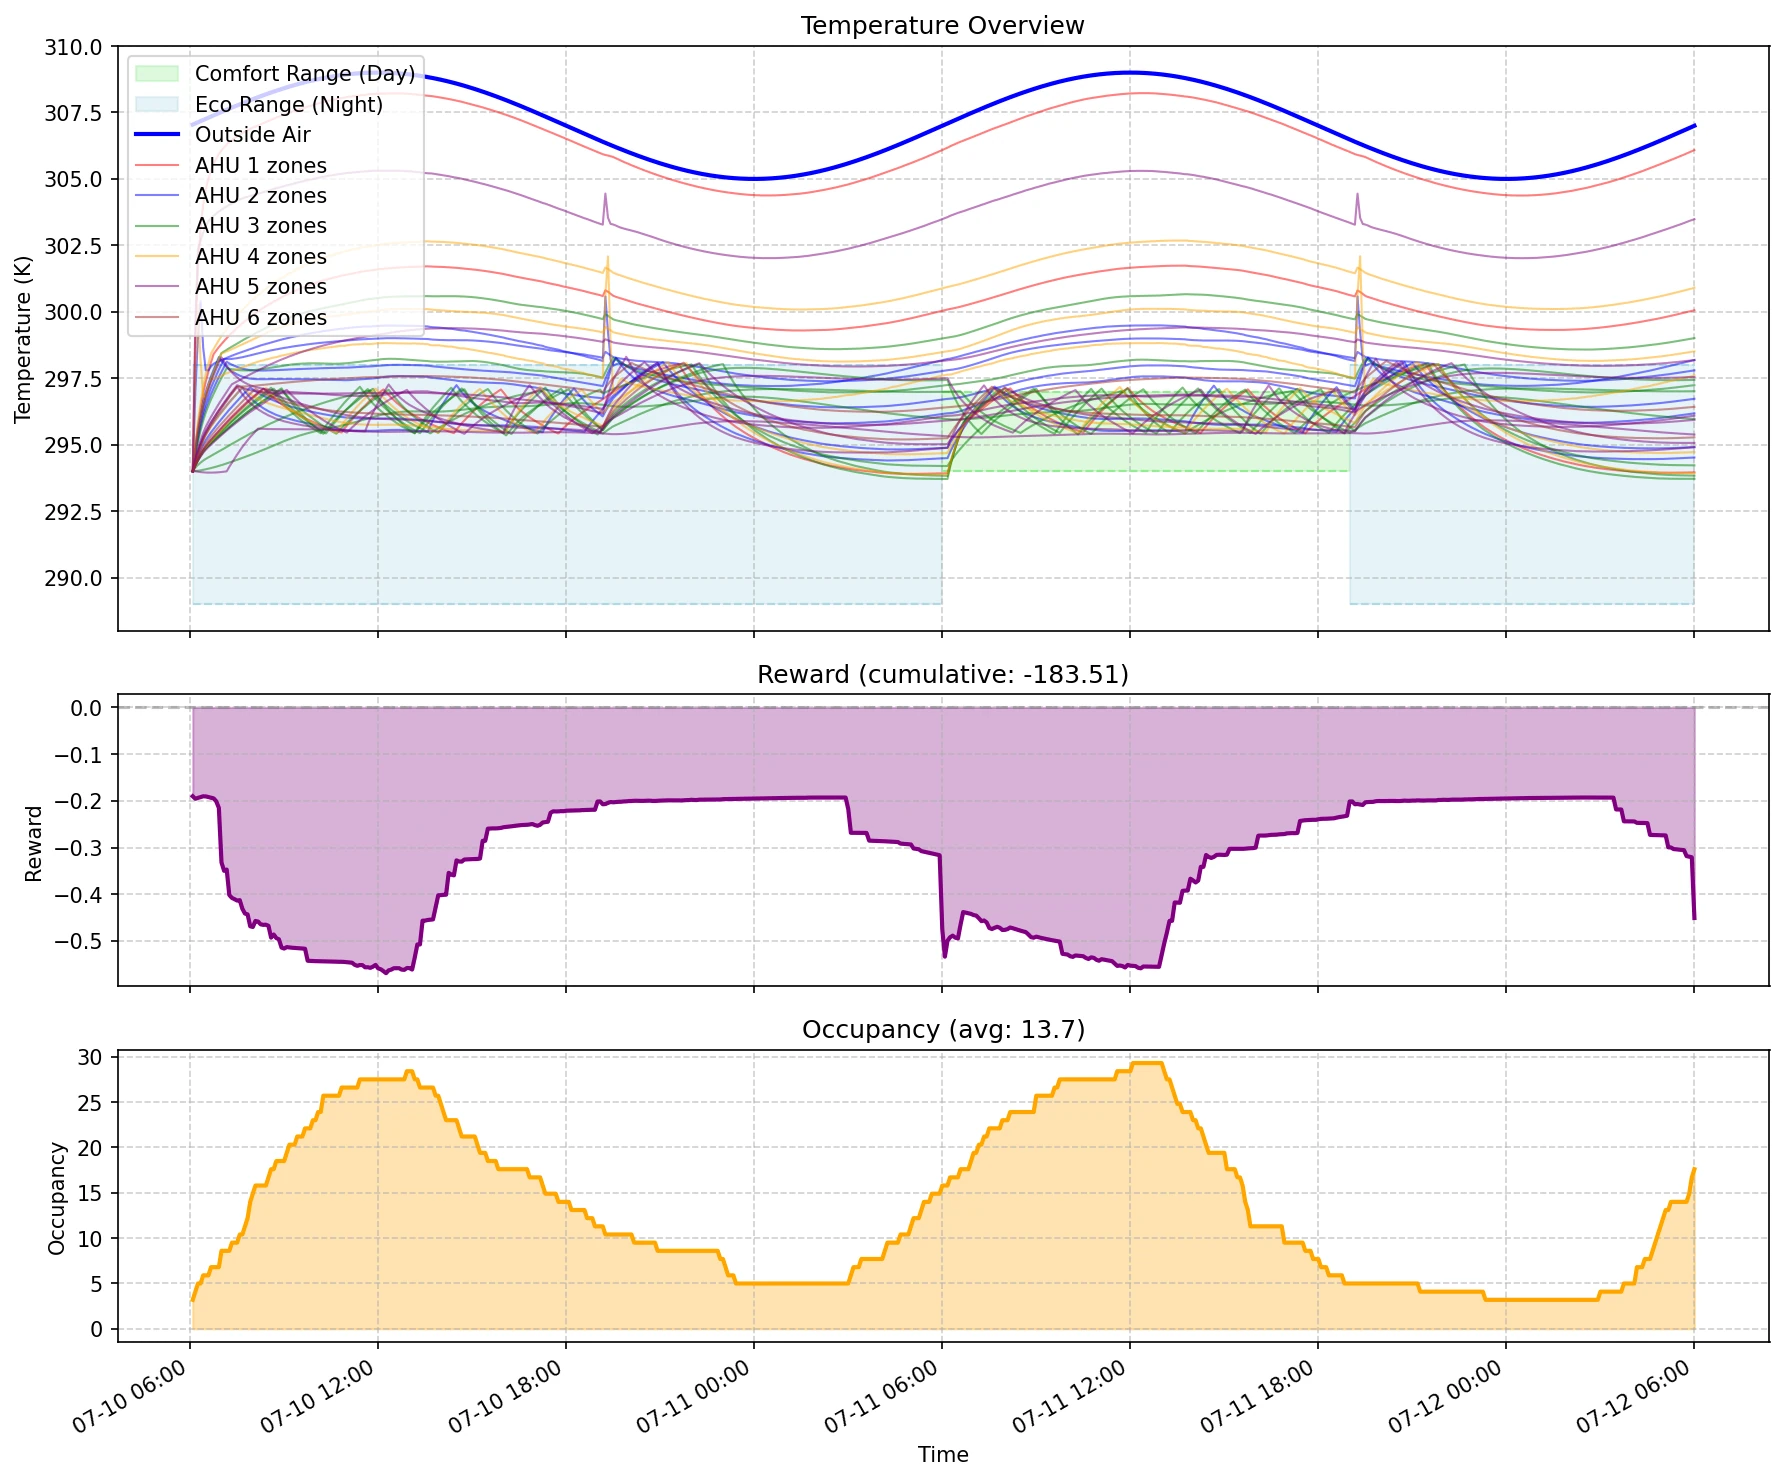 Temperature Overview
310.0
307.5
305.0
302.5
300.0
297.5
295.0
292.5
290.0
Temperature (K)
Comfort Range (Day)
Eco Range (Night)
Outside Air
AHU 1 zones
AHU 2 zones
AHU 3 zones
AHU 4 zones
AHU 5 zones
AHU 6 zones
Reward (cumulative: -183.51)
0.0
−0.1
−0.2
−0.3
−0.4
−0.5
Reward
Occupancy (avg: 13.7)
30
25
20
15
10
5
0
Occupancy
07-10 06:00
07-10 12:00
07-10 18:00
07-11 00:00
07-11 06:00
07-11 12:00
07-11 18:00
07-12 00:00
07-12 06:00
Time